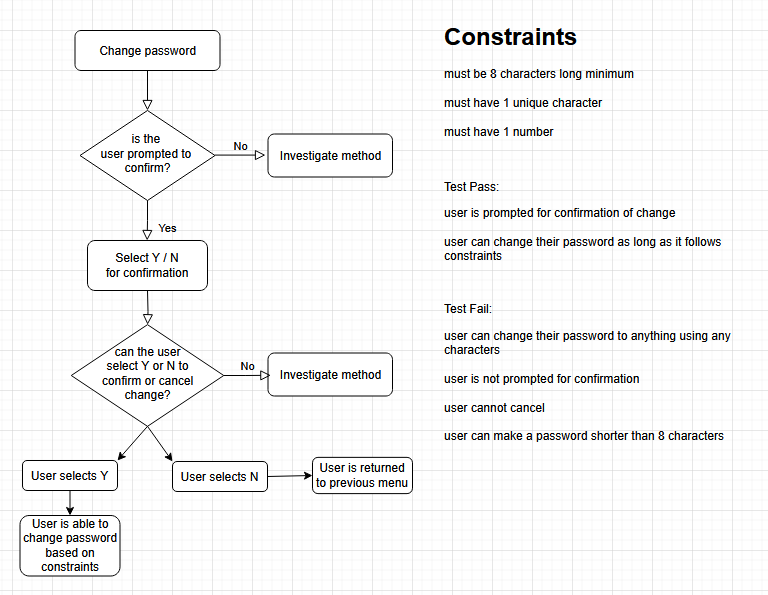 Change password
is the
user prompted to
confirm?
No
Investigate method
Yes
Select Y / N
for confirmation
can the user
select Y or N to
confirm or cancel
change?
No
Investigate method
User selects Y
User selects N
User is returned
to previous menu
User is able to
change password
based on
constraints
Constraints
must be 8 characters long minimum
must have 1 unique character
must have 1 number
Test Pass:
user is prompted for confirmation of change
user can change their password as long as it follows
constraints
Test Fail:
user can change their password to anything using any
characters
user is not prompted for confirmation
user cannot cancel
user can make a password shorter than 8 characters